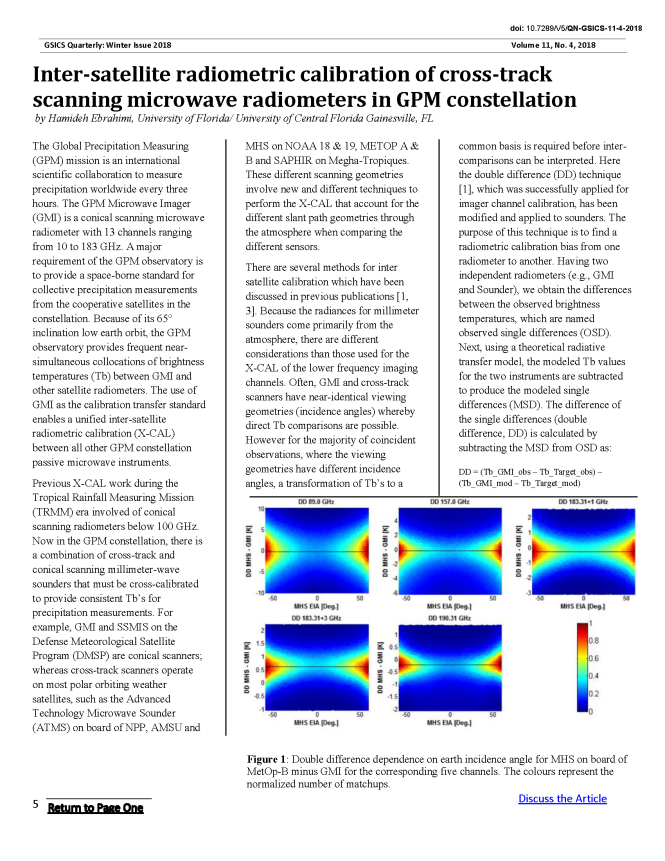 doi: 10.7289/V5/QN-GSICS-11-4-2018
GSICS Quarterly: Winter Issue 2018 Volume 11, No. 4, 2018
Inter-satellite radiometric calibration of cross-track
scanning microwave radiometers in GPM constellation
by Hamideh Ebrahimi, University of Florida/ University of Central Florida Gainesville, FL
The Global Precipitation Measuring
(GPM) mission is an international
scientific collaboration to measure
precipitation worldwide every three
hours. The GPM Microwave Imager
(GMI) is a conical scanning microwave
radiometer with 13 channels ranging
from 10 to 183 GHz. A major
requirement of the GPM observatory is
to provide a space-borne standard for
collective precipitation measurements
from the cooperative satellites in the
constellation. Because of its 65°
inclination low earth orbit, the GPM
observatory provides frequent near-
simultaneous collocations of brightness
temperatures (Tb) between GMI and
other satellite radiometers. The use of
GMI as the calibration transfer standard
enables a unified inter-satellite
radiometric calibration (X-CAL)
between all other GPM constellation
passive microwave instruments.
Previous X-CAL work during the
Tropical Rainfall Measuring Mission
(TRMM) era involved of conical
scanning radiometers below 100 GHz.
Now in the GPM constellation, there is
a combination of cross-track and
conical scanning millimeter-wave
sounders that must be cross-calibrated
to provide consistent Tb's for
precipitation measurements. For
example, GMI and SSMIS on the
Defense Meteorological Satellite
Program (DMSP) are conical scanners;
whereas cross-track scanners operate
on most polar orbiting weather
satellites, such as the Advanced
Technology Microwave Sounder
(ATMS) on board of NPP, AMSU and
MHS on NOAA 18 & 19, METOP A &
B and SAPHIR on Megha-Tropiques.
These different scanning geometries
involve new and different techniques to
perform the X-CAL that account for the
different slant path geometries through
the atmosphere when comparing the
different sensors.
There are several methods for inter
satellite calibration which have been
discussed in previous publications [1,
3]. Because the radiances for millimeter
sounders come primarily from the
atmosphere, there are different
considerations than those used for the
X-CAL of the lower frequency imaging
channels. Often, GMI and cross-track
scanners have near-identical viewing
geometries (incidence angles) whereby
direct Tb comparisons are possible.
However for the majority of coincident
observations, where the viewing
geometries have different incidence
angles, a transformation of Tb's to a
common basis is required before inter-
comparisons can be interpreted. Here
the double difference (DD) technique
[1], which was successfully applied for
imager channel calibration, has been
modified and applied to sounders. The
purpose of this technique is to find a
radiometric calibration bias from one
radiometer to another. Having two
independent radiometers (e.g., GMI
and Sounder), we obtain the differences
between the observed brightness
temperatures, which are named
observed single differences (OSD).
Next, using a theoretical radiative
transfer model, the modeled Tb values
for the two instruments are subtracted
to produce the modeled single
differences (MSD). The difference of
the single differences (double
difference, DD) is calculated by
subtracting the MSD from OSD as:
DD = (Tb_GMI_obs – Tb_Target_obs) –
(Tb_GMI_mod – Tb_Target_mod)
DD 89.0 GHz
DD MHS - GMI [K]
10
5
0
-5
-10
-50 0 50
MHS EIA [Deg.]
DD 157.0 GHz
DD MHS - GMI [K]
4
2
0
-2
-4
-6
-50 0 50
MHS EIA [Deg.]
DD 183.31+1 GHz
DD MHS - GMI [K]
2
1
0
-1
-2
-3
-50 0 50
MHS EIA [Deg.]
DD 183.31+3 GHz
DD MHS - GMI [K]
2
1.5
1
0.5
0
-0.5
-1
-50 0 50
MHS EIA [Deg.]
DD 190.31 GHz
DD MHS - GMI [K]
1
0.5
0
-0.5
-1
-1.5
-2
-50 0 50
MHS EIA [Deg.]
1
0.8
0.6
0.4
0.2
0
Figure 1: Double difference dependence on earth incidence angle for MHS on board of
MetOp-B minus GMI for the corresponding five channels. The colours represent the
normalized number of matchups.
Discuss the Article
5 Return to Page One